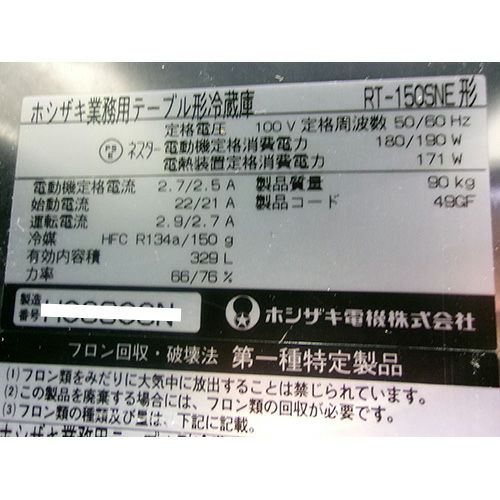 ホシザキ業務用テーブル形冷蔵庫 RT-150SNE形
定格電圧 100V 定格周波数 50/60Hz
PS E ネスター 電動機定格消費電力 180/190W
電熱装置定格消費電力 171W
電動機定格電流 2.7/2.5 A 製品質量 90kg
始動電流 22/21 A 製品コード 49GF
運転電流 2.9/2.7 A
冷媒 HFC R134a/150 g
有効内容積 329 L
力率 66/76 %
製造番号
ホシザキ電機株式会社
フロン回収・破壊法 第一種特定製品
(1)フロン類をみだりに大気中に放出することは禁じられています。
(2)この製品を廃棄する場合には、フロン類の回収が必要です。
(3)フロン類の種類及び量は、下記に記載。